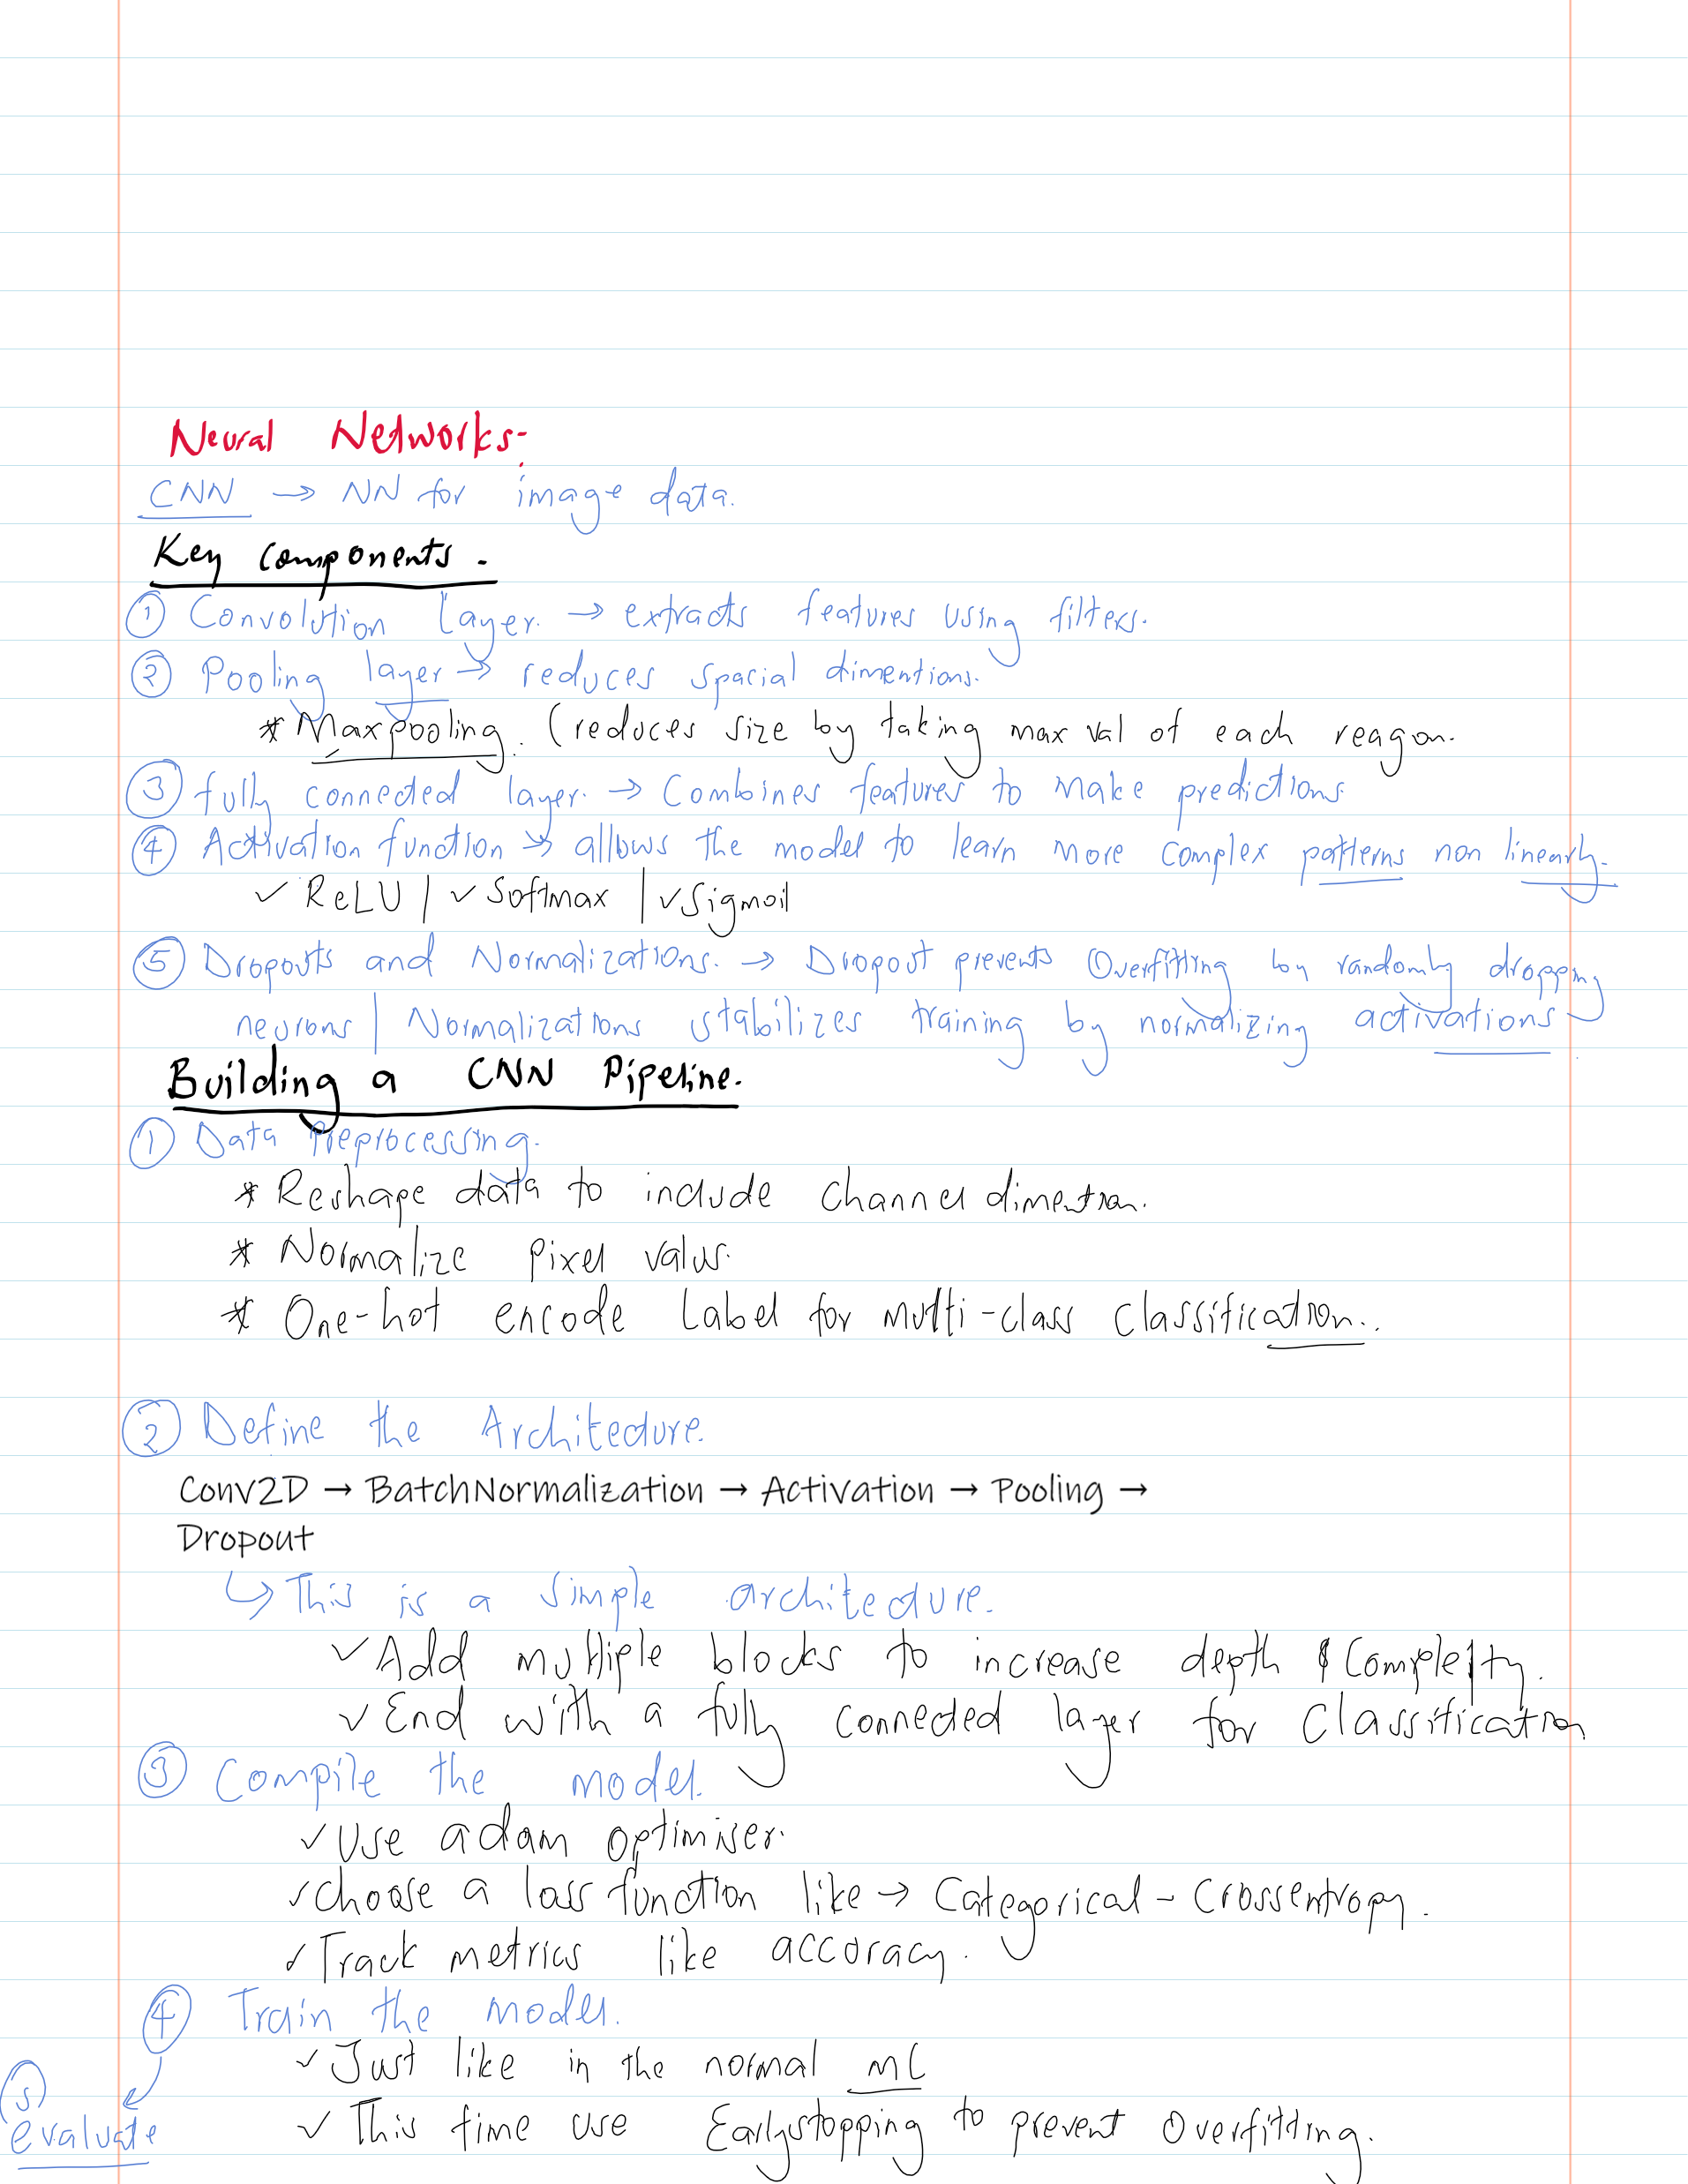 Neural Networks:-
CNN → NN for image data.
Key Components.
① Convolution Layer. → extracts features using filters.
② Pooling layer → reduces spacial dimentions.
* Maxpooling. (reduces size by taking max val of each reagon.
③ fully connected layer. → Combines features to make predictions
④ Activation function → allows the model to learn more complex patterns non linearly.
✓ ReLU | ✓ Softmax | ✓ Sigmoil
⑤ Dropouts and Normalizations. → Dropout prevents Overfitting by randomly dropping
neurons | Normalizations stabilizes training by normalizing activations
Building a CNN Pipeline.
① Data Preprocessing.
* Reshape data to include Channel dimention.
* Normalize pixel valus.
* One-hot encode Label for multi-class Classification..
② Define the Architecture.
Conv2D → BatchNormalization → Activation → Pooling →
Dropout
↳ This is a simple architecture.
✓ Add multiple blocks to increase depth & Complexity.
✓ End with a fully connected layer for Classification
③ Compile the model.
✓ Use adam optimiser.
✓ choose a loss function like → Categorical - Crossentropy.
✓ Track metrics like accoracy.
④ Train the model.
✓ Just like in the normal ML
✓ This time use Earlystopping to prevent Overfitting.
⑤
evaluate